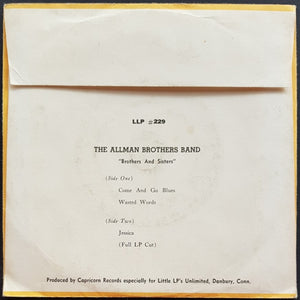 LLP #229
THE ALLMAN BROTHERS BAND
"Brothers And Sisters"
(Side One)
Come And Go Blues
Wasted Words
(Side Two)
Jessica
(Full LP Cut)
Produced by Capricorn Records especially for Little LP's Unlimited, Danbury, Conn.